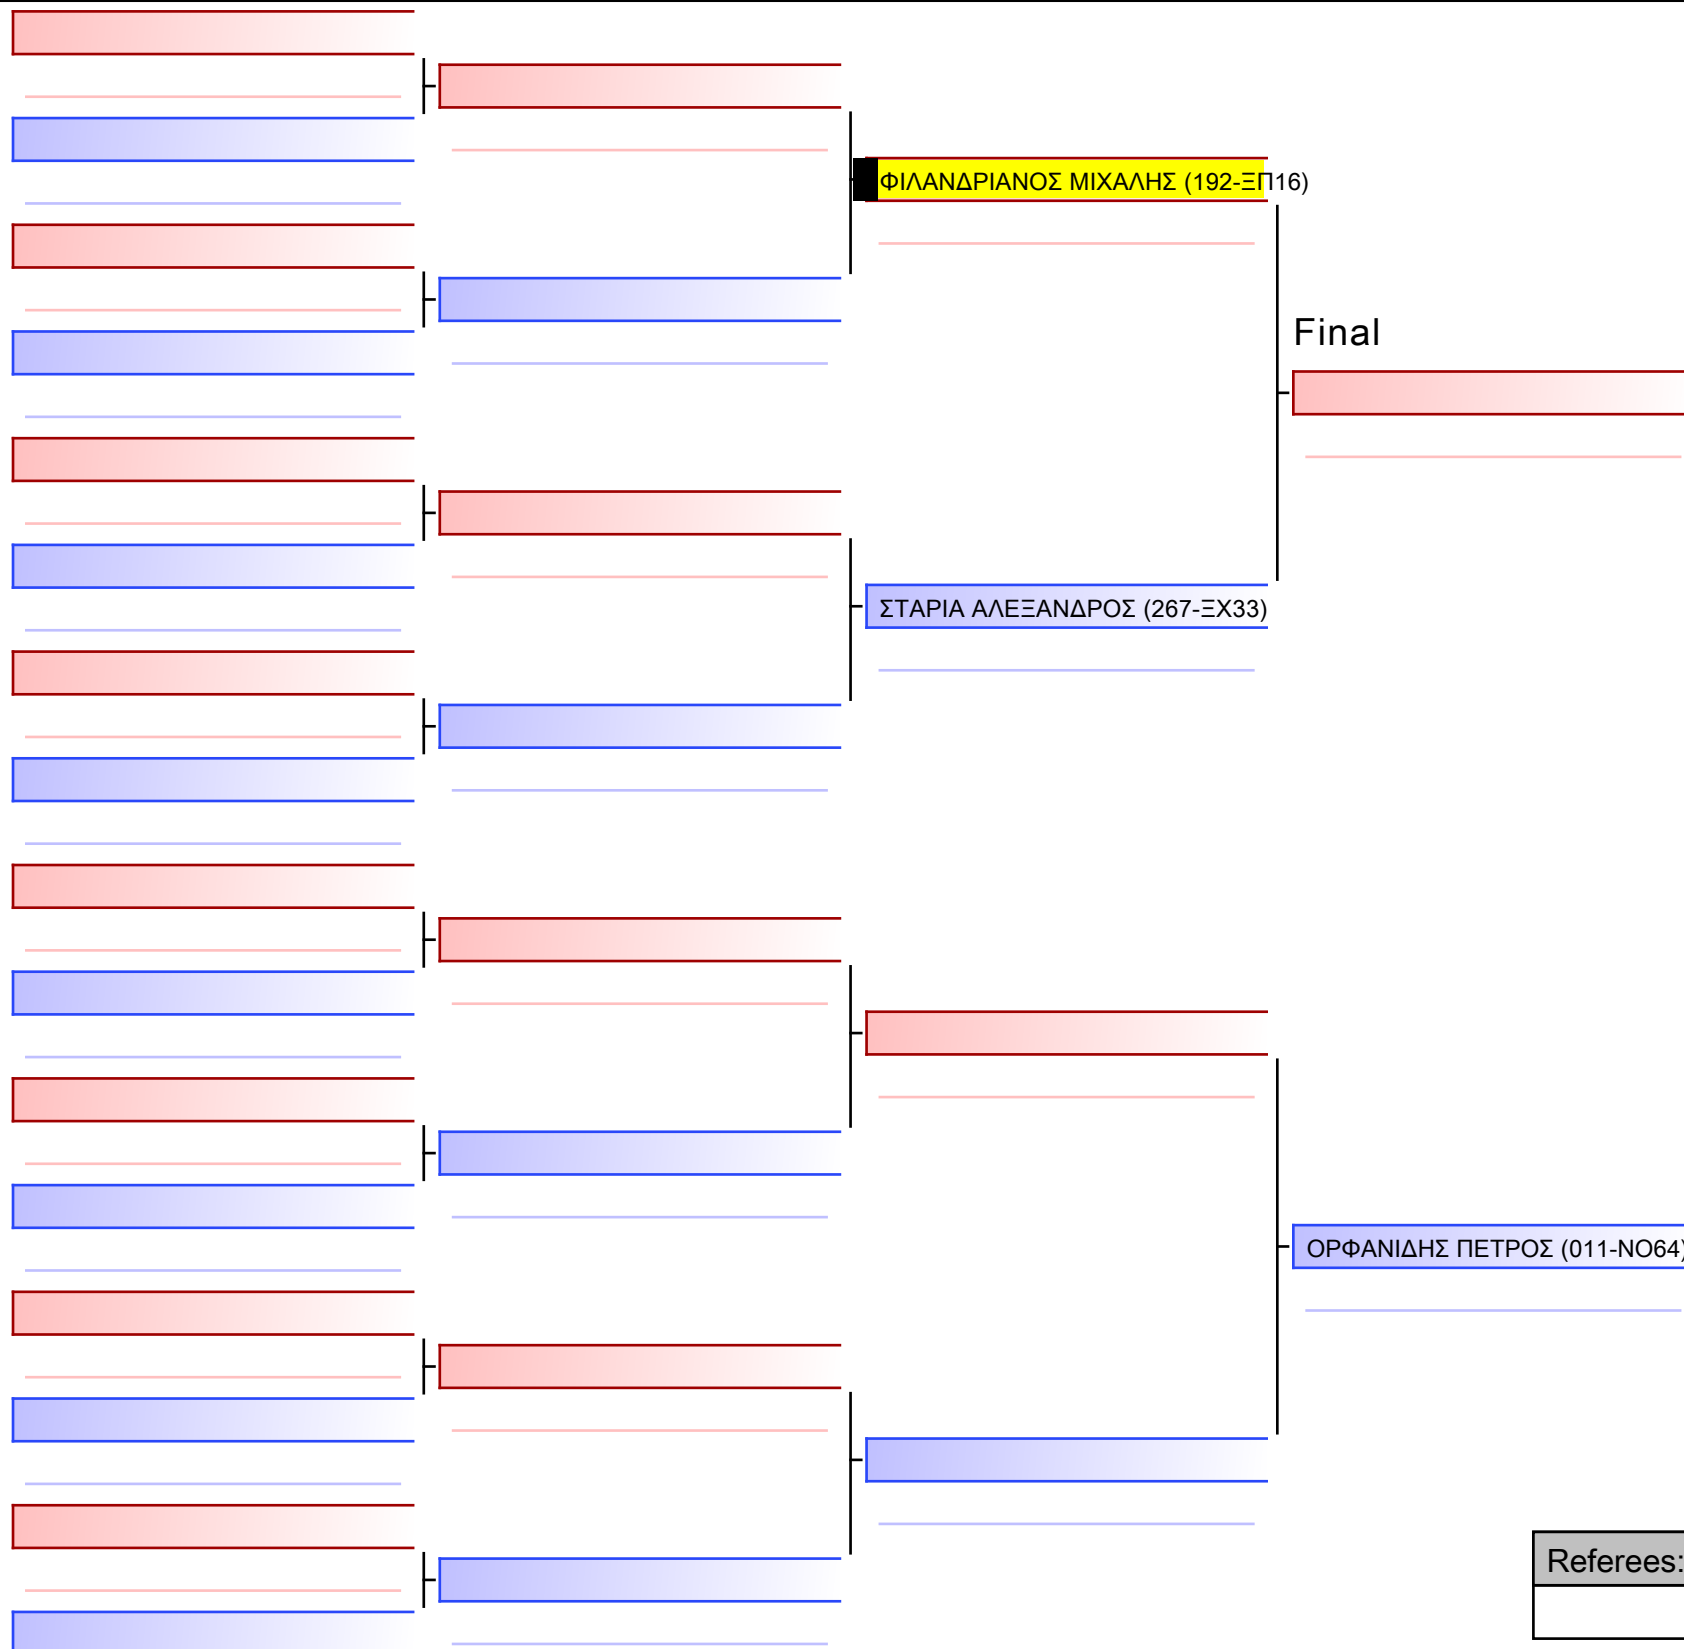 ΦΙΛΑΝΔΡΙΑΝΟΣ ΜΙΧΑΛΗΣ (192-ΞΠ16)
Final
ΣΤΑΡΙΑ ΑΛΕΞΑΝΔΡΟΣ (267-ΞΧ33)
ΟΡΦΑΝΙΔΗΣ ΠΕΤΡΟΣ (011-ΝΟ64)
Referees: